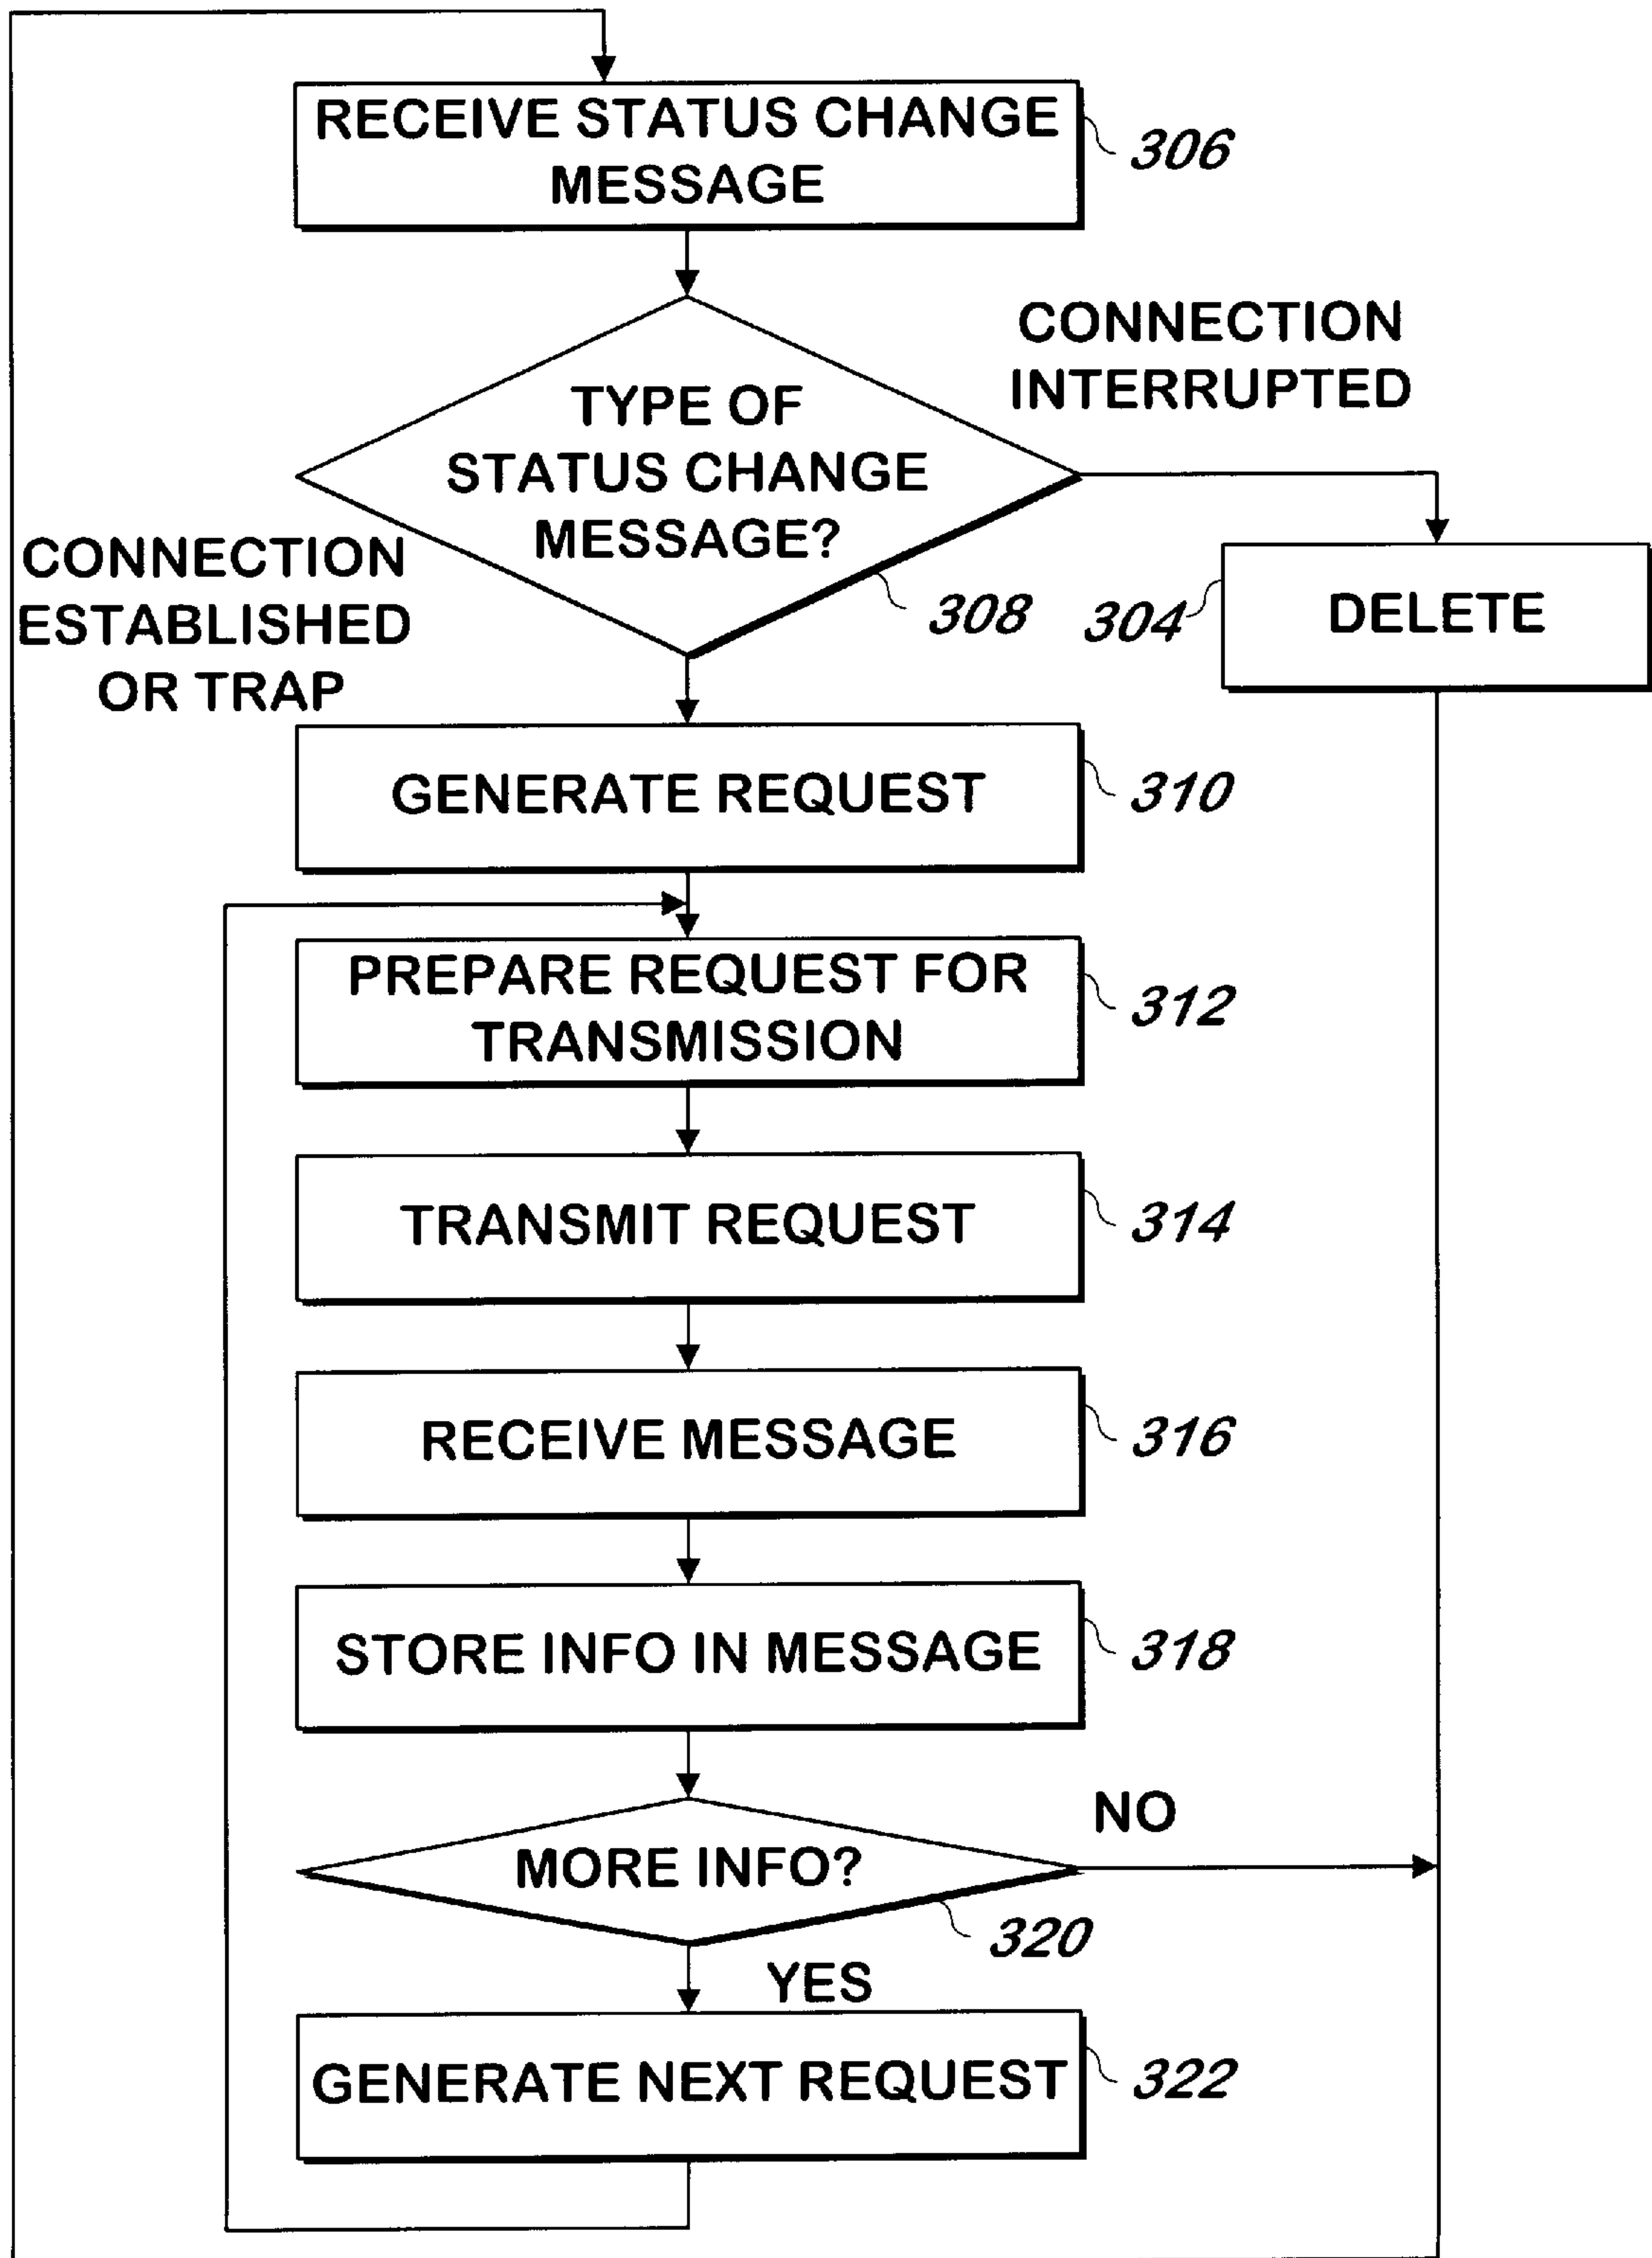 RECEIVE STATUS CHANGE
MESSAGE
306
CONNECTION
INTERRUPTED
TYPE OF
STATUS CHANGE
MESSAGE?
308
304
DELETE
CONNECTION
ESTABLISHED
OR TRAP
GENERATE REQUEST
310
PREPARE REQUEST FOR
TRANSMISSION
312
TRANSMIT REQUEST
314
RECEIVE MESSAGE
316
STORE INFO IN MESSAGE
318
NO
MORE INFO?
320
YES
GENERATE NEXT REQUEST
322